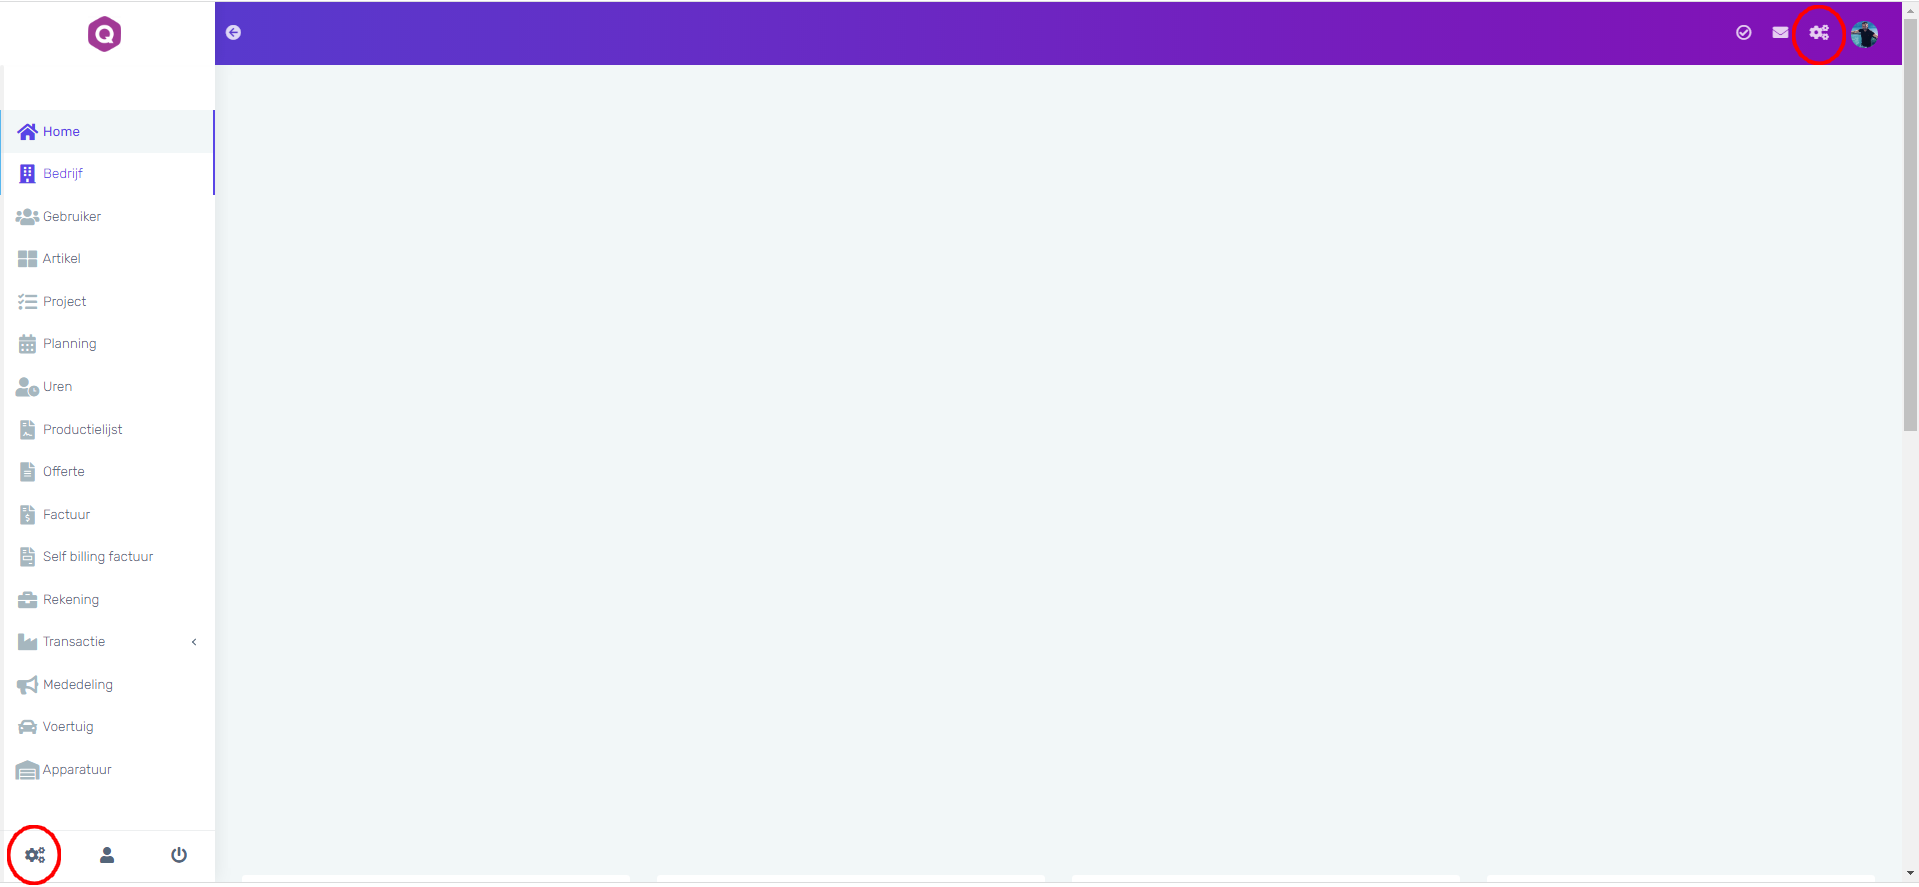 Q
Home
Bedrijf
Gebruiker
Artikel
Project
Planning
Uren
Productielijst
Offerte
Factuur
Self billing factuur
Rekening
Transactie
Mededeling
Voertuig
Apparatuur